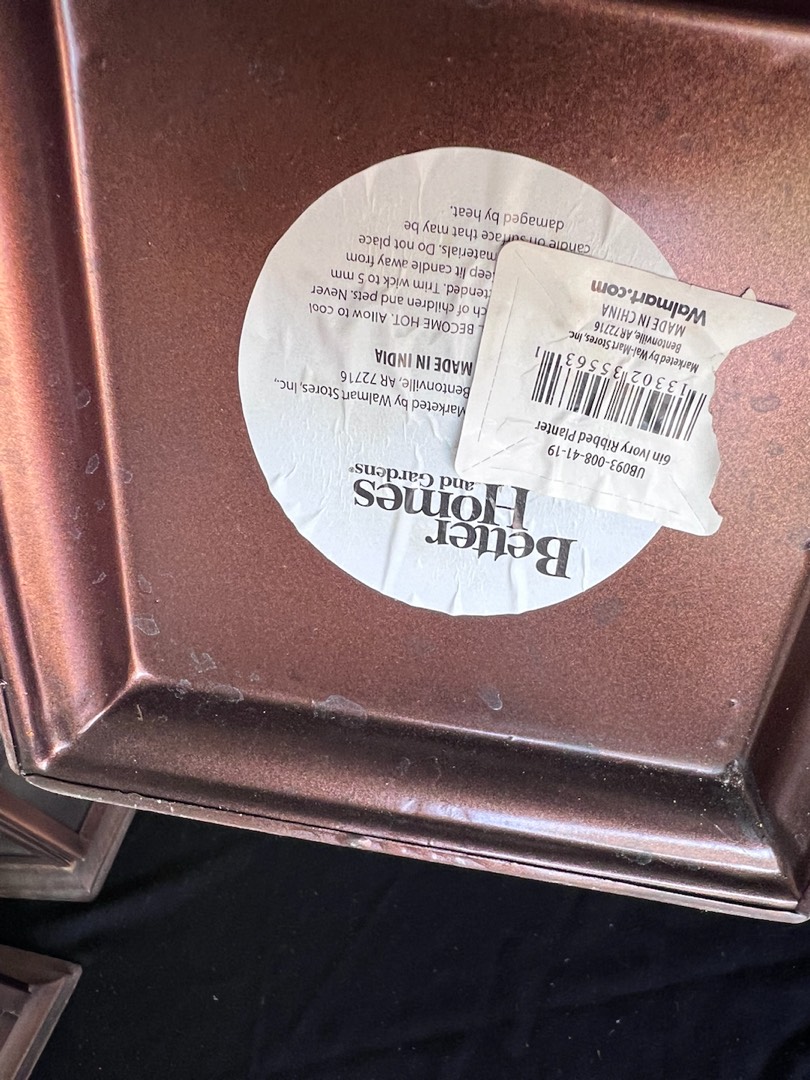 Better
Homes
and Gardens®
Marketed by Walmart Stores, Inc.,
Bentonville, AR 72716
MADE IN INDIA
BECOME HOT. Allow to cool
of children and pets. Never
Trim wick to 5 mm
lit candle away from
materials. Do not place
candle on surface that may be
damaged by heat.
UB093-008-41-19
6in Ivory Ribbed Planter
13302 35563 1
Marketed by Wal-Mart Stores, Inc.
Bentonville, AR 72716
MADE IN CHINA
Walmart.com